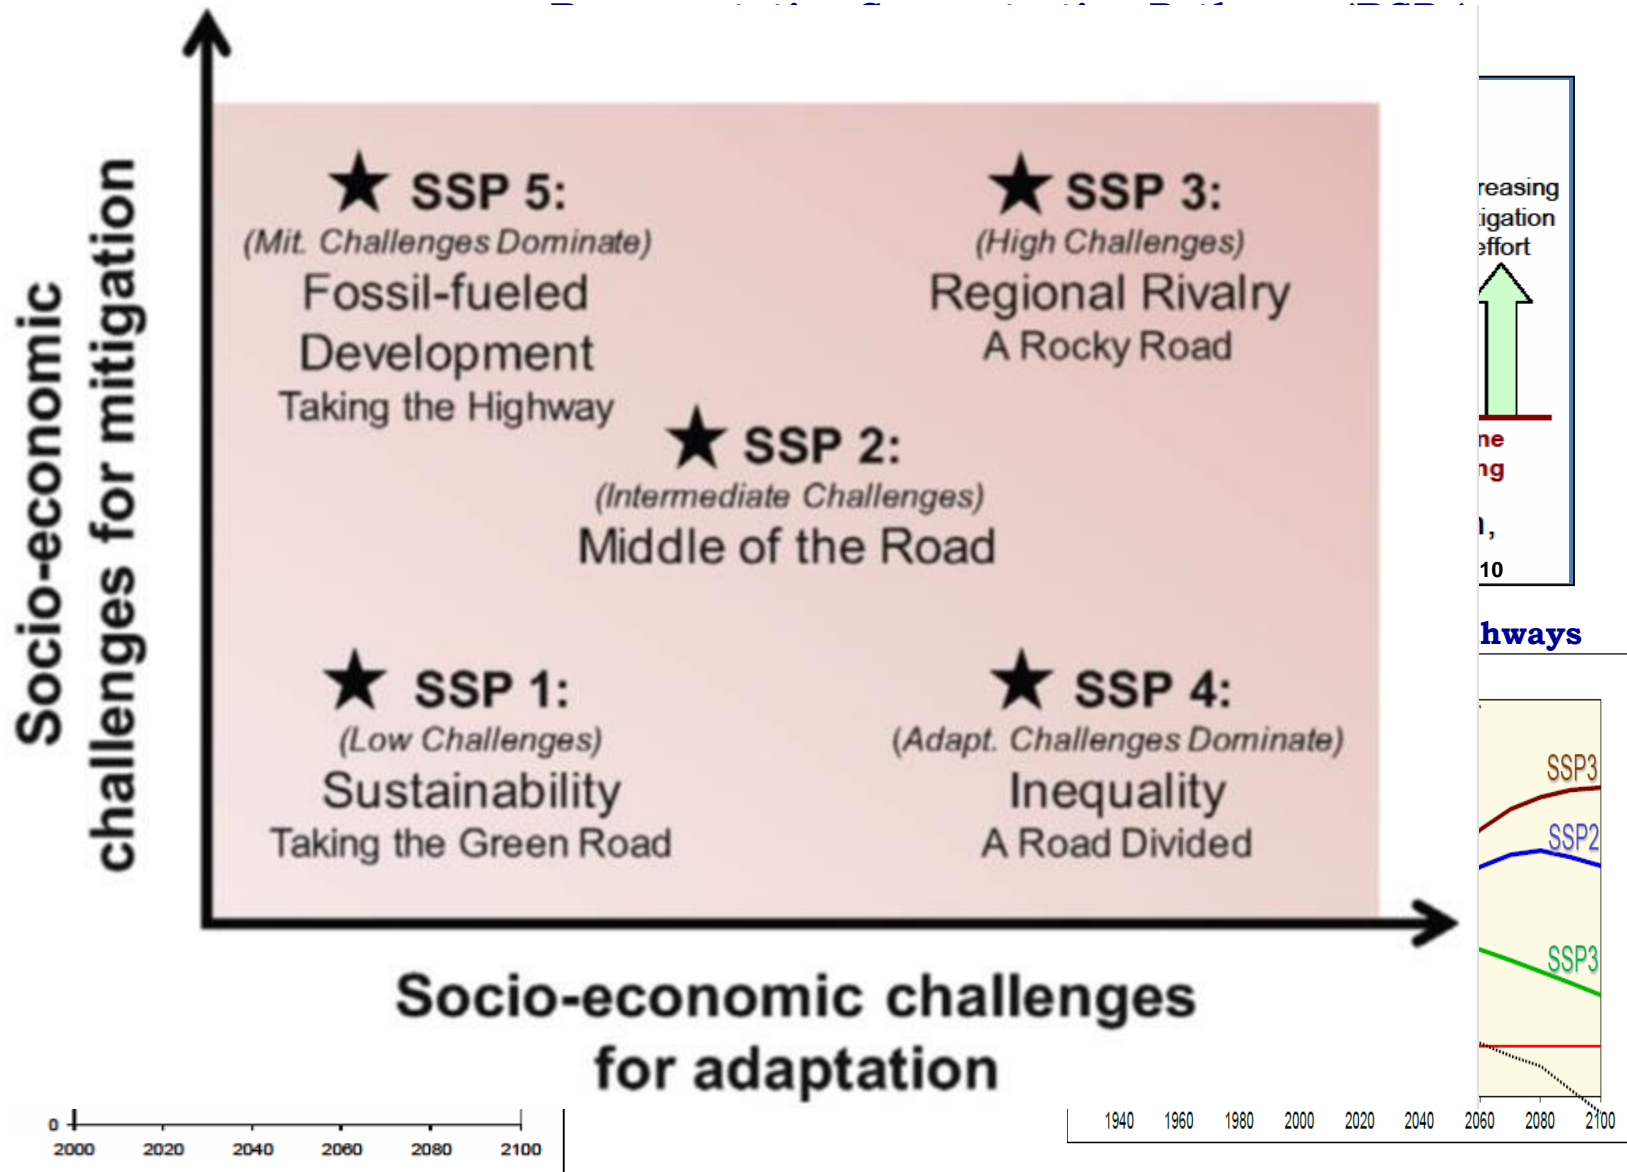 Socio-economic
challenges for mitigation
SSP 5:
(Mit. Challenges Dominate)
Fossil-fueled
Development
Taking the Highway
SSP 3:
(High Challenges)
Regional Rivalry
A Rocky Road
SSP 2:
(Intermediate Challenges)
Middle of the Road
SSP 1:
(Low Challenges)
Sustainability
Taking the Green Road
SSP 4:
(Adapt. Challenges Dominate)
Inequality
A Road Divided
Socio-economic challenges
for adaptation
reasing
igation
effort
ne
ng
10
hways
SSP3
SSP2
SSP3
0
2000 2020 2040 2060 2080 2100
1940 1960 1980 2000 2020 2040 2060 2080 2100